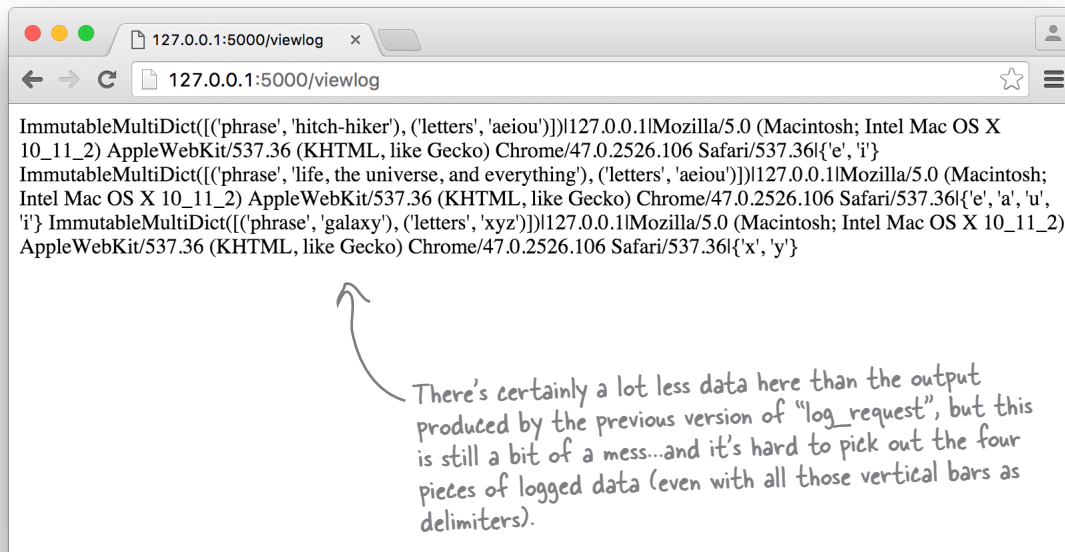 127.0.0.1:5000/viewlog
127.0.0.1:5000/viewlog
ImmutableMultiDict([('phrase', 'hitch-hiker'), ('letters', 'aeiou')])|127.0.0.1|Mozilla/5.0 (Macintosh; Intel Mac OS X
10_11_2) AppleWebKit/537.36 (KHTML, like Gecko) Chrome/47.0.2526.106 Safari/537.36|{'e', 'i'}
ImmutableMultiDict([('phrase', 'life, the universe, and everything'), ('letters', 'aeiou')])|127.0.0.1|Mozilla/5.0 (Macintosh;
Intel Mac OS X 10_11_2) AppleWebKit/537.36 (KHTML, like Gecko) Chrome/47.0.2526.106 Safari/537.36|{'e', 'a', 'u',
'i'} ImmutableMultiDict([('phrase', 'galaxy'), ('letters', 'xyz')])|127.0.0.1|Mozilla/5.0 (Macintosh; Intel Mac OS X 10_11_2)
AppleWebKit/537.36 (KHTML, like Gecko) Chrome/47.0.2526.106 Safari/537.36|{'x', 'y'}
There's certainly a lot less data here than the output
produced by the previous version of “log_request”, but this
is still a bit of a mess...and it's hard to pick out the four
pieces of logged data (even with all those vertical bars as
delimiters).